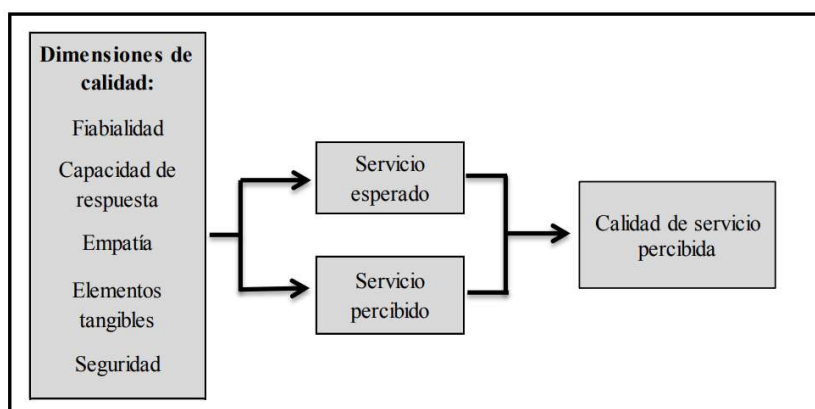 Dimensiones de
calidad:
Fiabialidad
Capacidad de
respuesta
Empatía
Elementos
tangibles
Seguridad
Servicio
esperado
Servicio
percibido
Calidad de servicio
percibida